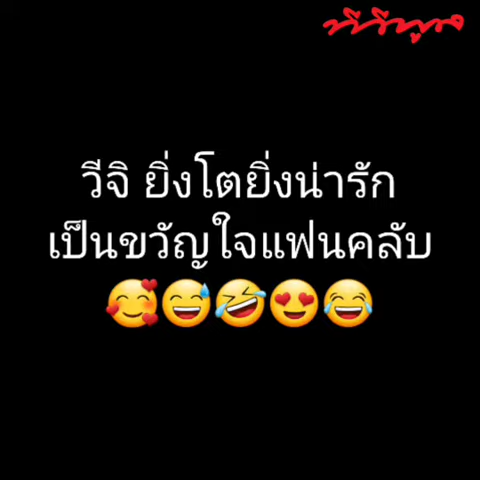 วีจิ ยิ่งโตยิ่งน่ารัก
เป็นขวัญใจแฟนคลับ